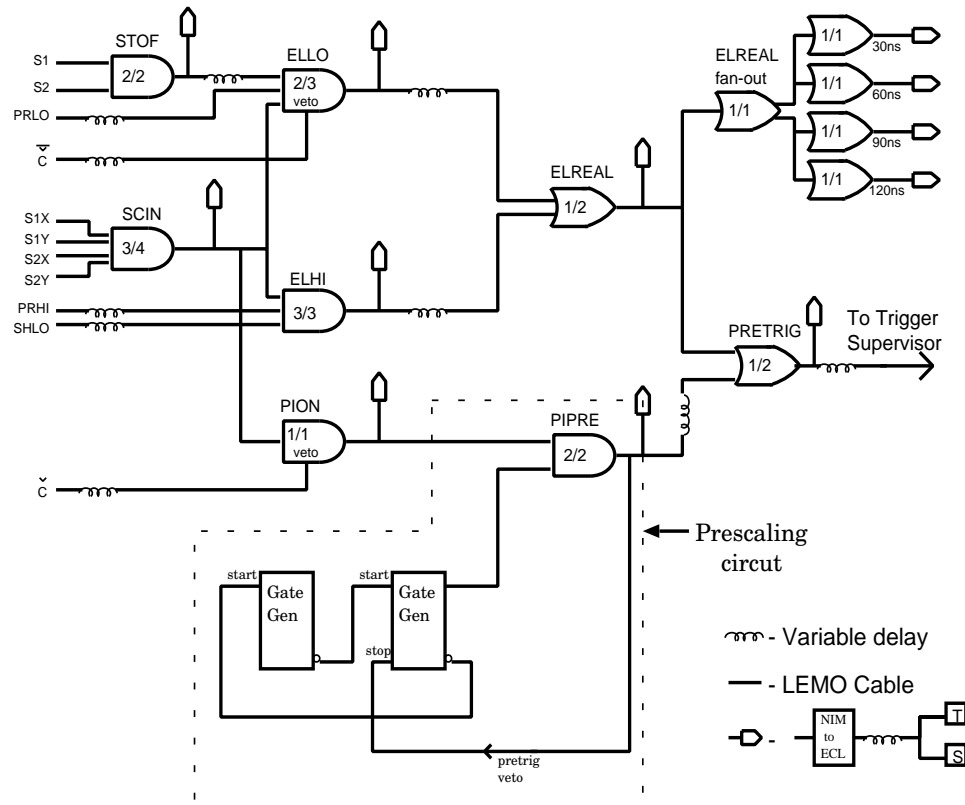 STOF
S1
S2
2/2
PRLO
C̆̅
ELLO
2/3
veto
ELREAL
fan-out
1/1
1/1
30ns
1/1
60ns
1/1
90ns
1/1
120ns
SCIN
S1X
S1Y
S2X
S2Y
3/4
ELREAL
1/2
PRHI
SHLO
ELHI
3/3
PRETRIG
1/2
To Trigger
Supervisor
PION
1/1
veto
C̆
PIPRE
2/2
Prescaling
circut
start
Gate
Gen
start
Gate
Gen
stop
pretrig
veto
- Variable delay
- LEMO Cable
-
NIM
to
ECL
T
S